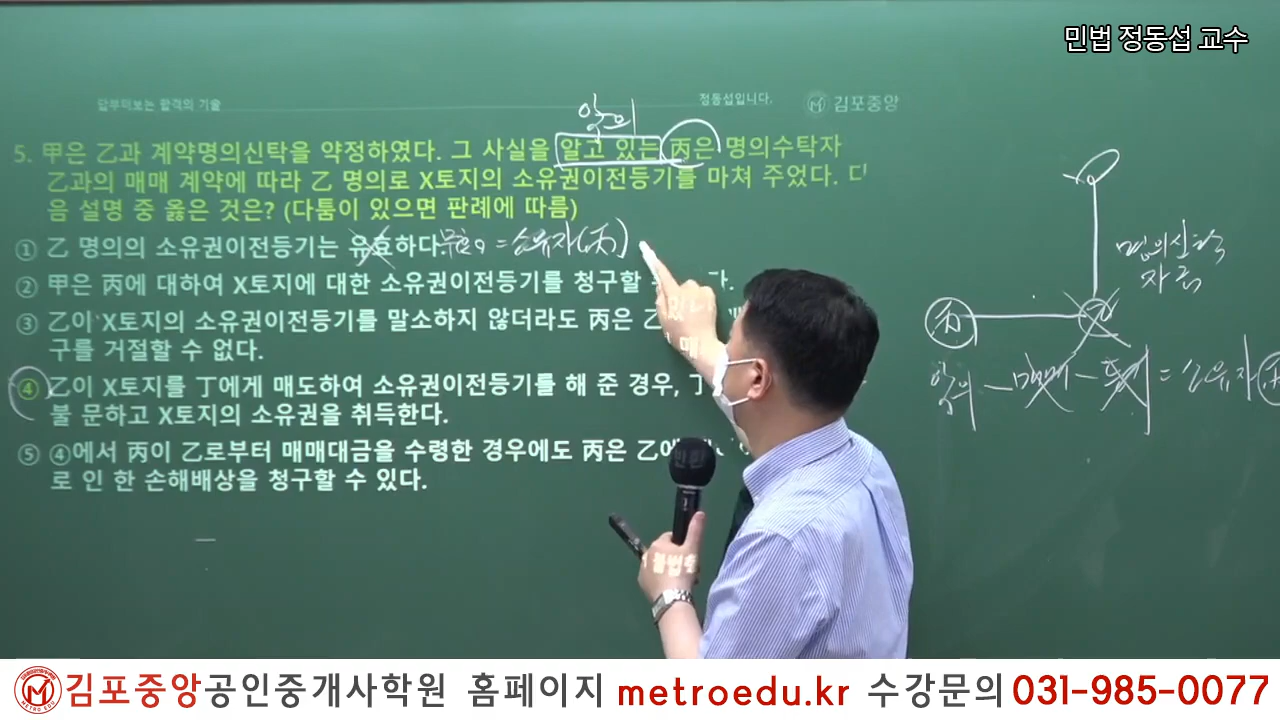 민법 정동섭 교수
답부터보는 합격의 기술
정동섭입니다.
김포중앙
악의
5. 甲은 乙과 계약명의신탁을 약정하였다. 그 사실을 알고 있는 丙은 명의수탁자
乙과의 매매 계약에 따라 乙 명의로 X토지의 소유권이전등기를 마쳐 주었다. 다
음 설명 중 옳은 것은? (다툼이 있으면 판례에 따름)
① 乙 명의의 소유권이전등기는 유효하다. = 소유자(丙)
② 甲은 丙에 대하여 X토지에 대한 소유권이전등기를 청구할 다.
③ 乙이 X토지의 소유권이전등기를 말소하지 않더라도 丙은 乙
구를 거절할 수 없다.
④ 乙이 X토지를 丁에게 매도하여 소유권이전등기를 해 준 경우,
불 문하고 X토지의 소유권을 취득한다.
⑤ ④에서 丙이 乙로부터 매매대금을 수령한 경우에도 丙은 乙에
로 인 한 손해배상을 청구할 수 있다.
명의신탁
자금
丙
악의 = 소유자
김포중앙공인중개사학원 홈페이지 metroedu.kr 수강문의 031-985-0077
METRO EDU